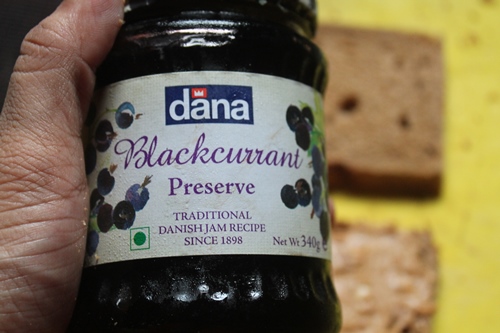 dana
Blackcurrant
Preserve
TRADITIONAL
DANISH JAM RECIPE
SINCE 1898
Net Wt 340g e